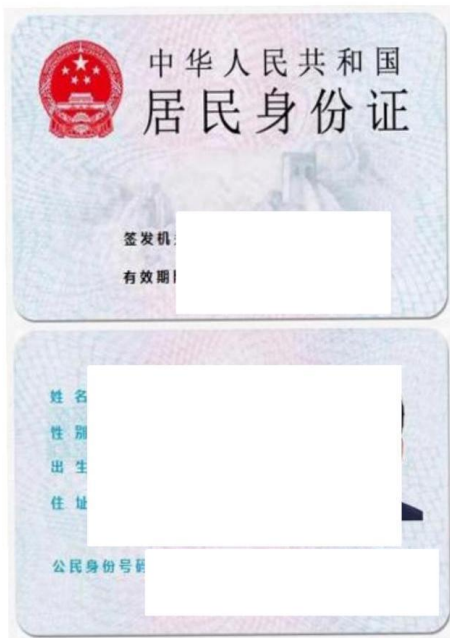 中华人民共和国
居民身份证
签发机
有效期
姓名
性别
出生
住址
公民身份号码